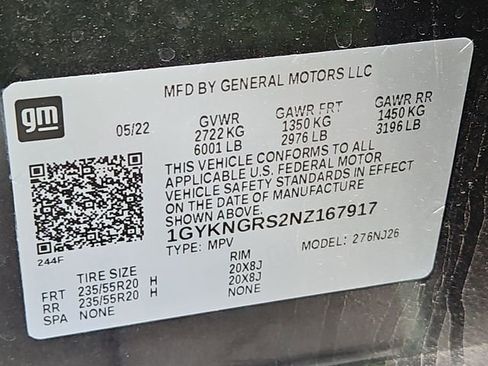 MFD BY GENERAL MOTORS LLC
gm
05/22 GVWR GAWR FRT GAWR RR
2722 KG 1350 KG 1450 KG
6001 LB 2976 LB 3196 LB
THIS VEHICLE CONFORMS TO ALL
APPLICABLE U.S. FEDERAL MOTOR
VEHICLE SAFETY STANDARDS IN EFFECT
ON THE DATE OF MANUFACTURE
SHOWN ABOVE.
1GYKNGRS2NZ167917
TYPE: MPV MODEL: 276NJ26
244F
TIRE SIZE RIM
FRT 235/55R20 H 20X8J
RR 235/55R20 H 20X8J
SPA NONE NONE